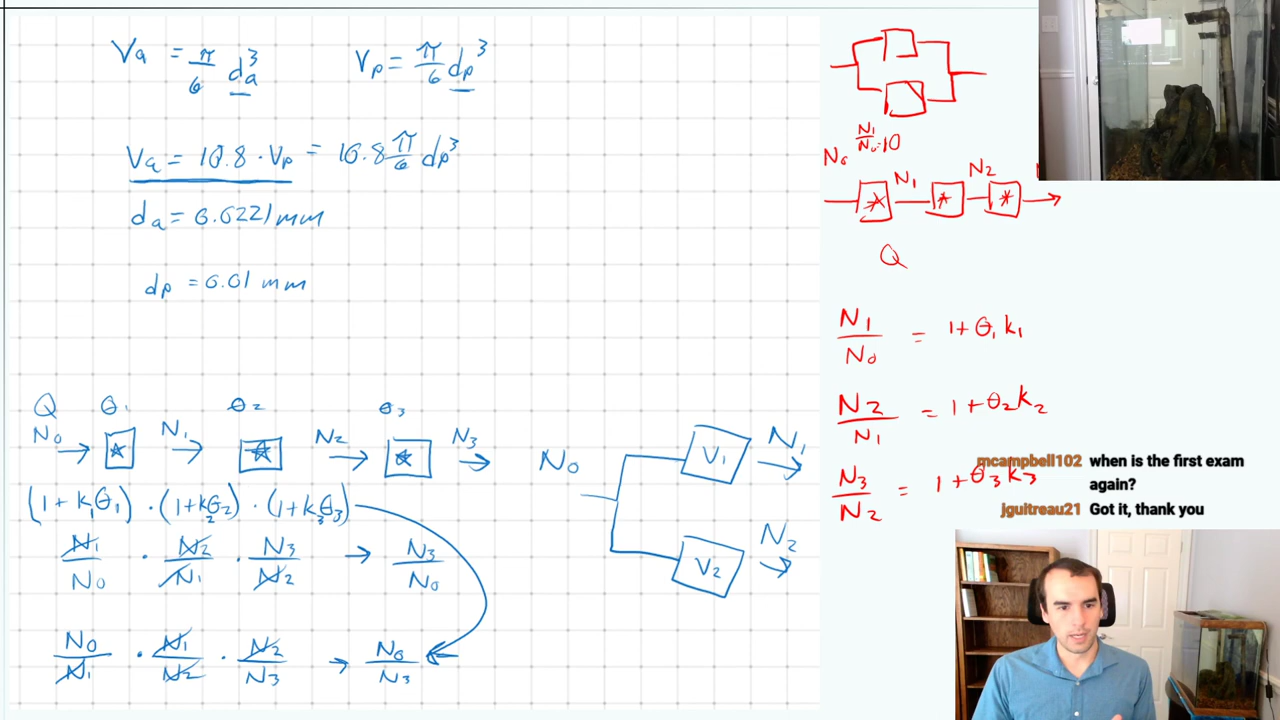 Va = π/6 da³
Vp = π/6 dp³
Va = 10.8 · Vp = 10.8 π/6 dp³
da = 0.0221 mm
dp = 0.01 mm
Q θ1 θ2 θ3
N0 → → N1 → N2 → N3
(1 + k1θ1) · (1 + kθ2) · (1 + kθ3)
2 3
N1/N0 · N2/N1 · N3/N2 → N3/N0
N0/N1 · N1/N2 · N2/N3 → N0/N3
N0 V1 N1
V2 N2
N1/N0 = 10
N0 N1 N2
Q
N1/N0 = 1 + θ1 k1
N2/N1 = 1 + θ2 k2
N3/N2 = 1 + θ3 k3
mcampbell102 when is the first exam
again?
jguitreau21 Got it, thank you